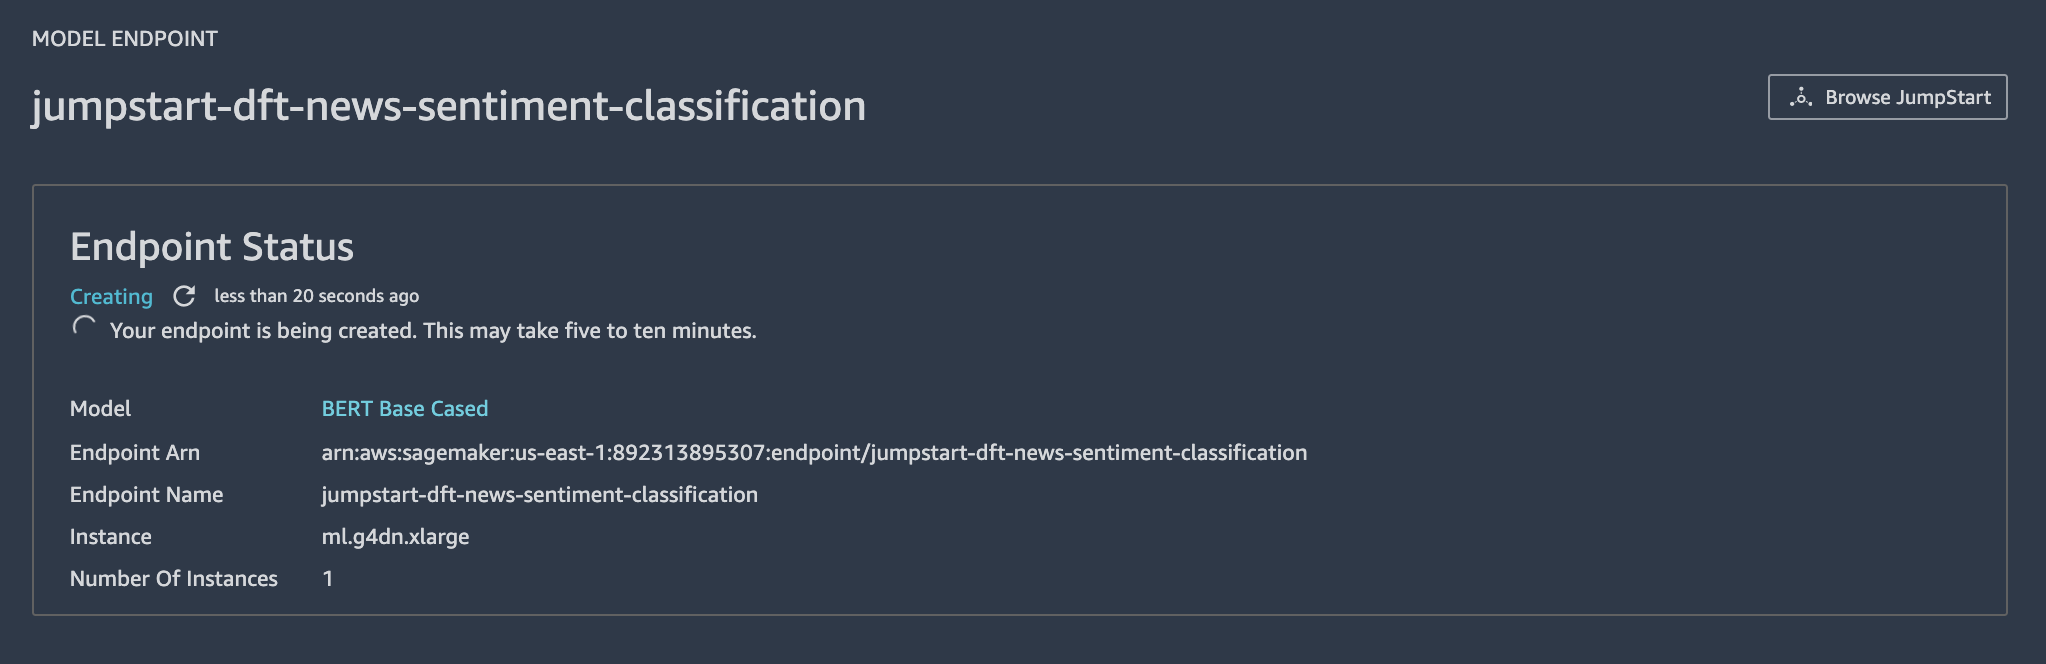 MODEL ENDPOINT
jumpstart-dft-news-sentiment-classification
Browse JumpStart
Endpoint Status
Creating less than 20 seconds ago
Your endpoint is being created. This may take five to ten minutes.
Model BERT Base Cased
Endpoint Arn arn:aws:sagemaker:us-east-1:892313895307:endpoint/jumpstart-dft-news-sentiment-classification
Endpoint Name jumpstart-dft-news-sentiment-classification
Instance ml.g4dn.xlarge
Number Of Instances 1